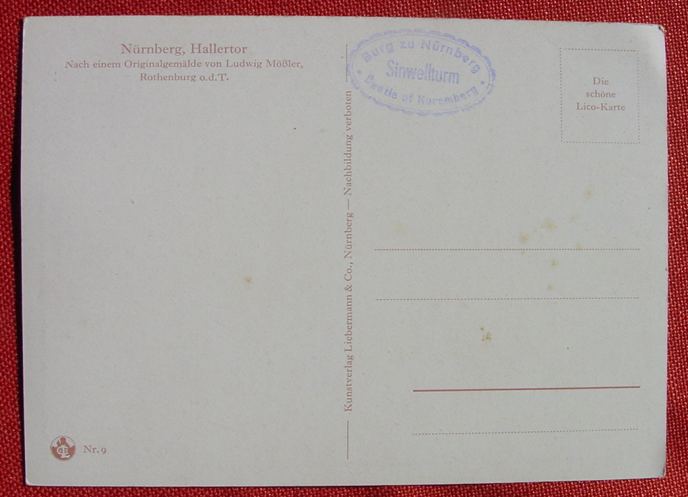 Nürnberg, Hallertor
Nach einem Originalgemälde von Ludwig Mößler,
Rothenburg o.d.T.
Burg zu Nürnberg
Sinwellturm
Castle of Nuremberg
Die
schöne
Lico-Karte
Kunstverlag Liebermann & Co., Nürnberg — Nachbildung verboten
Nr. 9